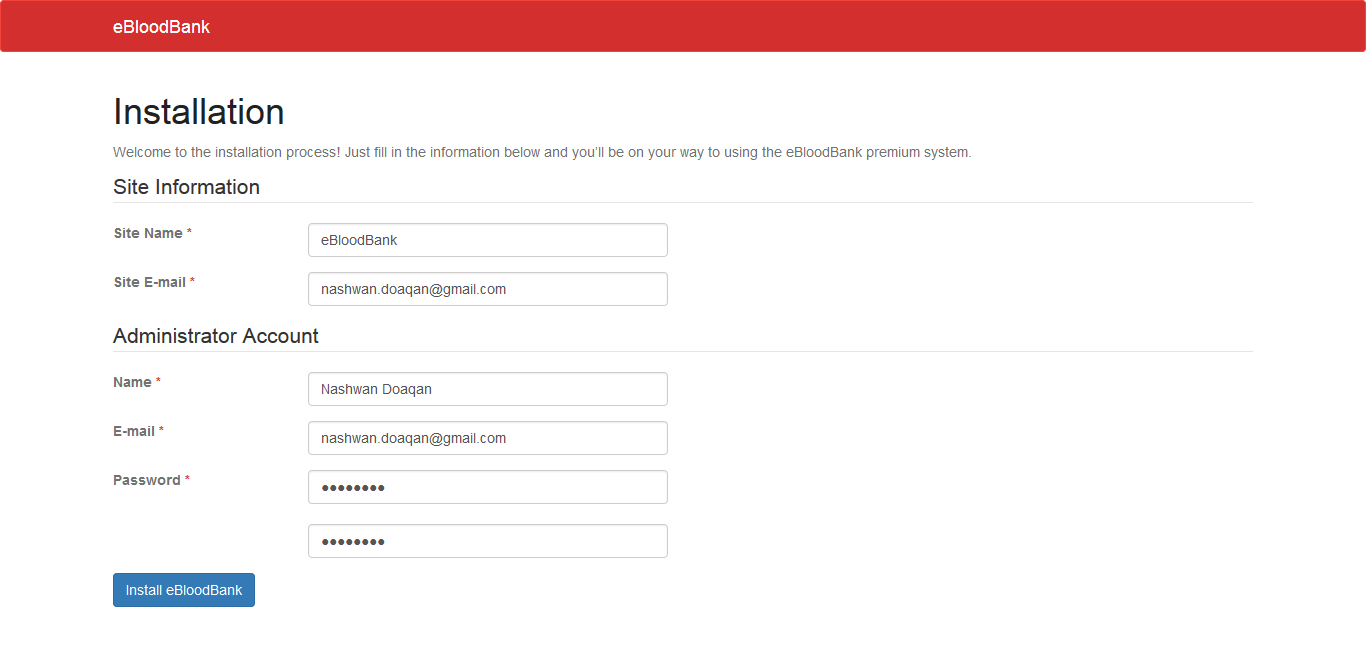 eBloodBank
Installation
Welcome to the installation process! Just fill in the information below and you'll be on your way to using the eBloodBank premium system.
Site Information
Site Name * eBloodBank
Site E-mail * nashwan.doaqan@gmail.com
Administrator Account
Name * Nashwan Doaqan
E-mail * nashwan.doaqan@gmail.com
Password * ●●●●●●●●
●●●●●●●●
Install eBloodBank